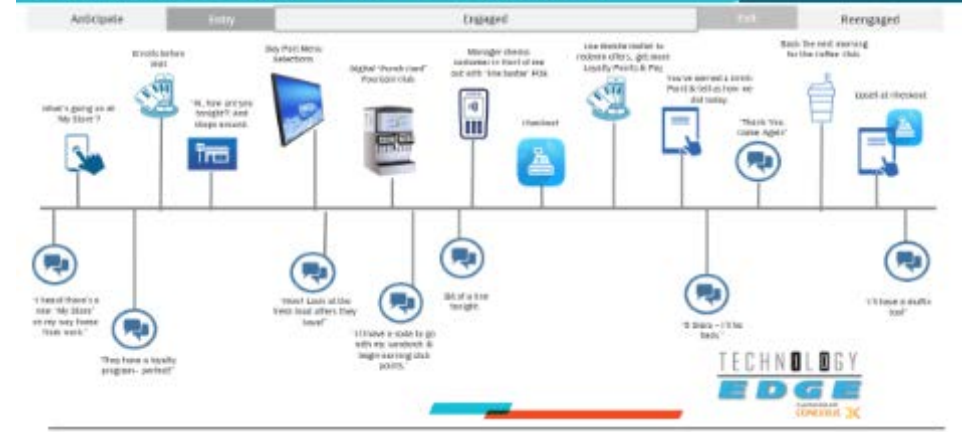 Anticipate
Entry
Engaged
Exit
Reengaged
Enrolls before
visit
What's going on at
"My Store"?
"Hi, how are you
tonight"? And
shops around.
Day Part Menu
Selections
Digital "Punch Card"
Fountain Club
Manager checks
customer in front of me
out with "line buster" POS
Checkout
Use mobile wallet to
redeem offers, get more
Loyalty Points & Pay
You've earned a
Point & tell us how we
did today.
"Thank You,
Come Again"
Back the next morning
for the Coffee Club
Upsell at checkout
"I heard there's a
new "My Store"
on my way home
from work."
"They have a loyalty
program- perfect!"
"Wow! Look at the
fresh food offers they
have!"
"I'll have a soda to go
with my sandwich &
begin earning club
points."
Bit of a line
tonight.
"5 Stars – I'll be
back."
"I'll have a muffin
too!"
TECHNOLOGY
EDGE
CONEXXUS